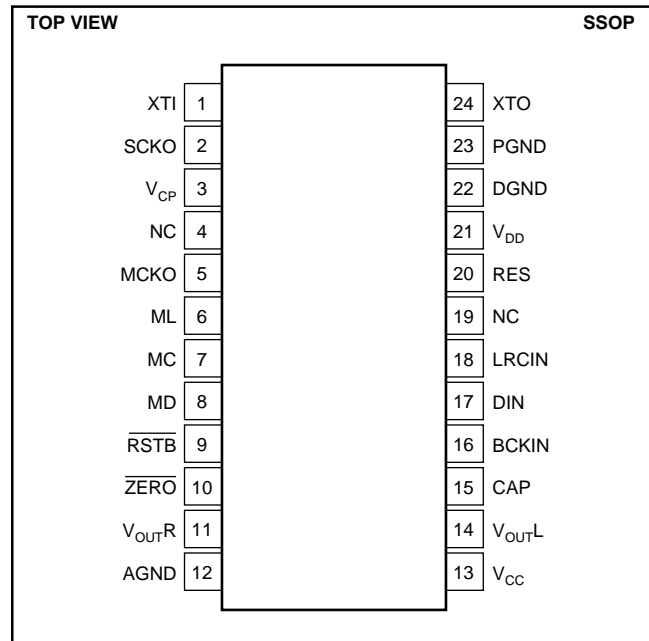 TOP VIEW SSOP
XTI 1 24 XTO
SCKO 2 23 PGND
VCP 3 22 DGND
NC 4 21 VDD
MCKO 5 20 RES
ML 6 19 NC
MC 7 18 LRCIN
MD 8 17 DIN
RSTB 9 16 BCKIN
ZERO 10 15 CAP
VOUTR 11 14 VOUTL
AGND 12 13 VCC